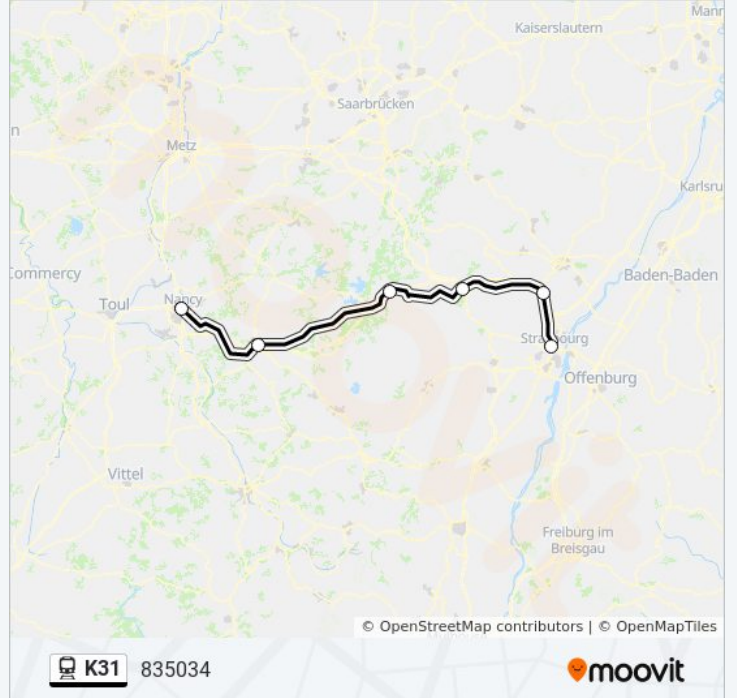 Mann
Kaiserslautern
Saarbrücken
n
Metz
Karlsru
Commercy
Baden-Baden
Toul
Nancy
Offenburg
Vittel
Freiburg im
Breisgau
© OpenStreetMap contributors | © OpenMapTiles
K31 835034
moovit